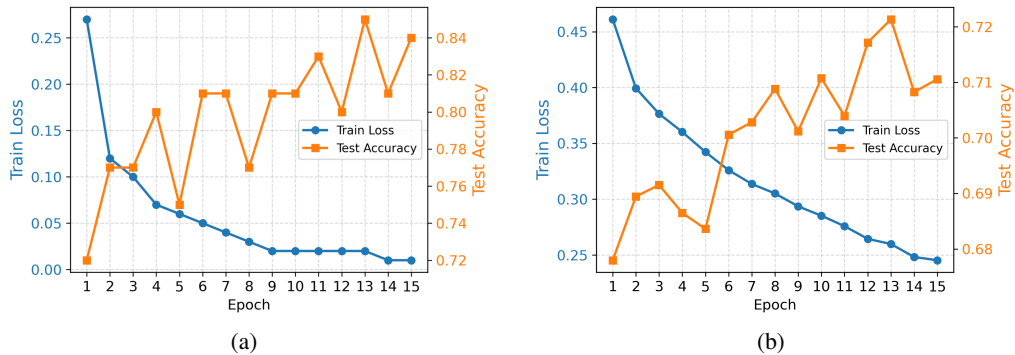 0.25
0.20
0.15
0.10
0.05
0.00
Train Loss
0.84
0.82
0.80
0.78
0.76
0.74
0.72
Test Accuracy
Train Loss
Test Accuracy
1 2 3 4 5 6 7 8 9 10 11 12 13 14 15
Epoch
(a)
0.45
0.40
0.35
0.30
0.25
Train Loss
0.72
0.71
0.70
0.69
0.68
Test Accuracy
Train Loss
Test Accuracy
1 2 3 4 5 6 7 8 9 10 11 12 13 14 15
Epoch
(b)